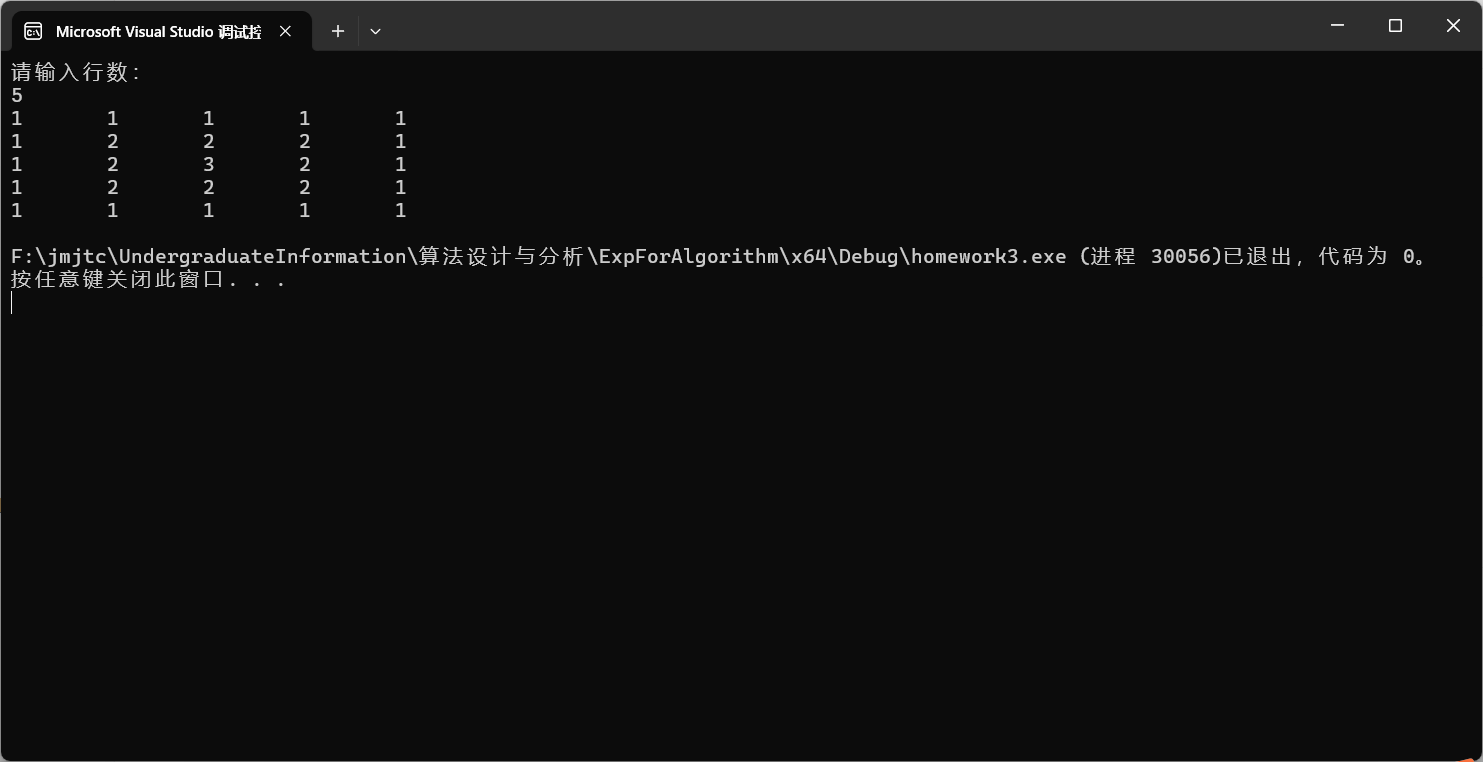 Microsoft Visual Studio 调试控
请输入行数：
5
1 1 1 1 1
1 2 2 2 1
1 2 3 2 1
1 2 2 2 1
1 1 1 1 1
F:\jmjtc\UndergraduateInformation\算法设计与分析\ExpForAlgorithm\x64\Debug\homework3.exe (进程 30056)已退出，代码为 0。
按任意键关闭此窗口. . .